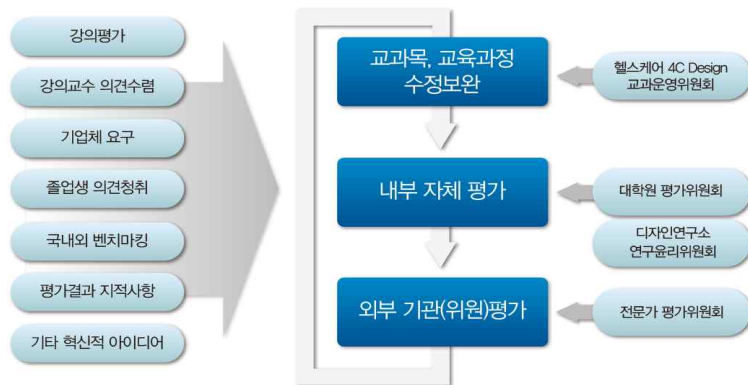 강의평가
강의교수 의견수렴
기업체 요구
졸업생 의견청취
국내외 벤치마킹
평가결과 지적사항
기타 혁신적 아이디어
교과목, 교육과정
수정보완
내부 자체 평가
외부 기관(위원)평가
헬스케어 4C Design
교과운영위원회
대학원 평가위원회
디자인연구소
연구윤리위원회
전문가 평가위원회